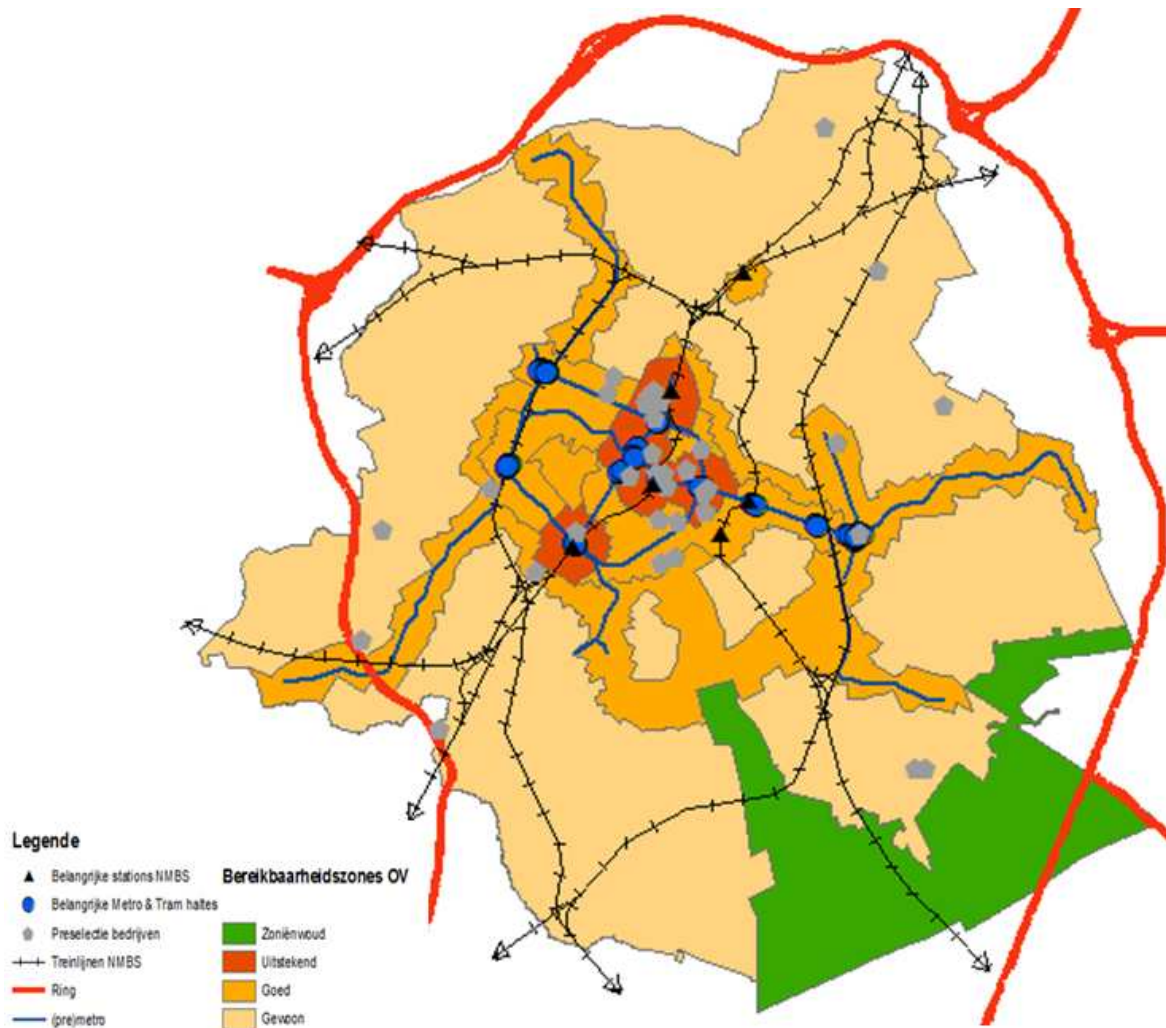 Legende
Belangrijke stations NMBS
Belangrijke Metro & Tram haltes
Preselectie bedrijven
Treinlijnen NMBS
Ring
(pre)metro
Bereikbaarheidszones OV
Zoniënwoud
Uitstekend
Goed
Gewoon